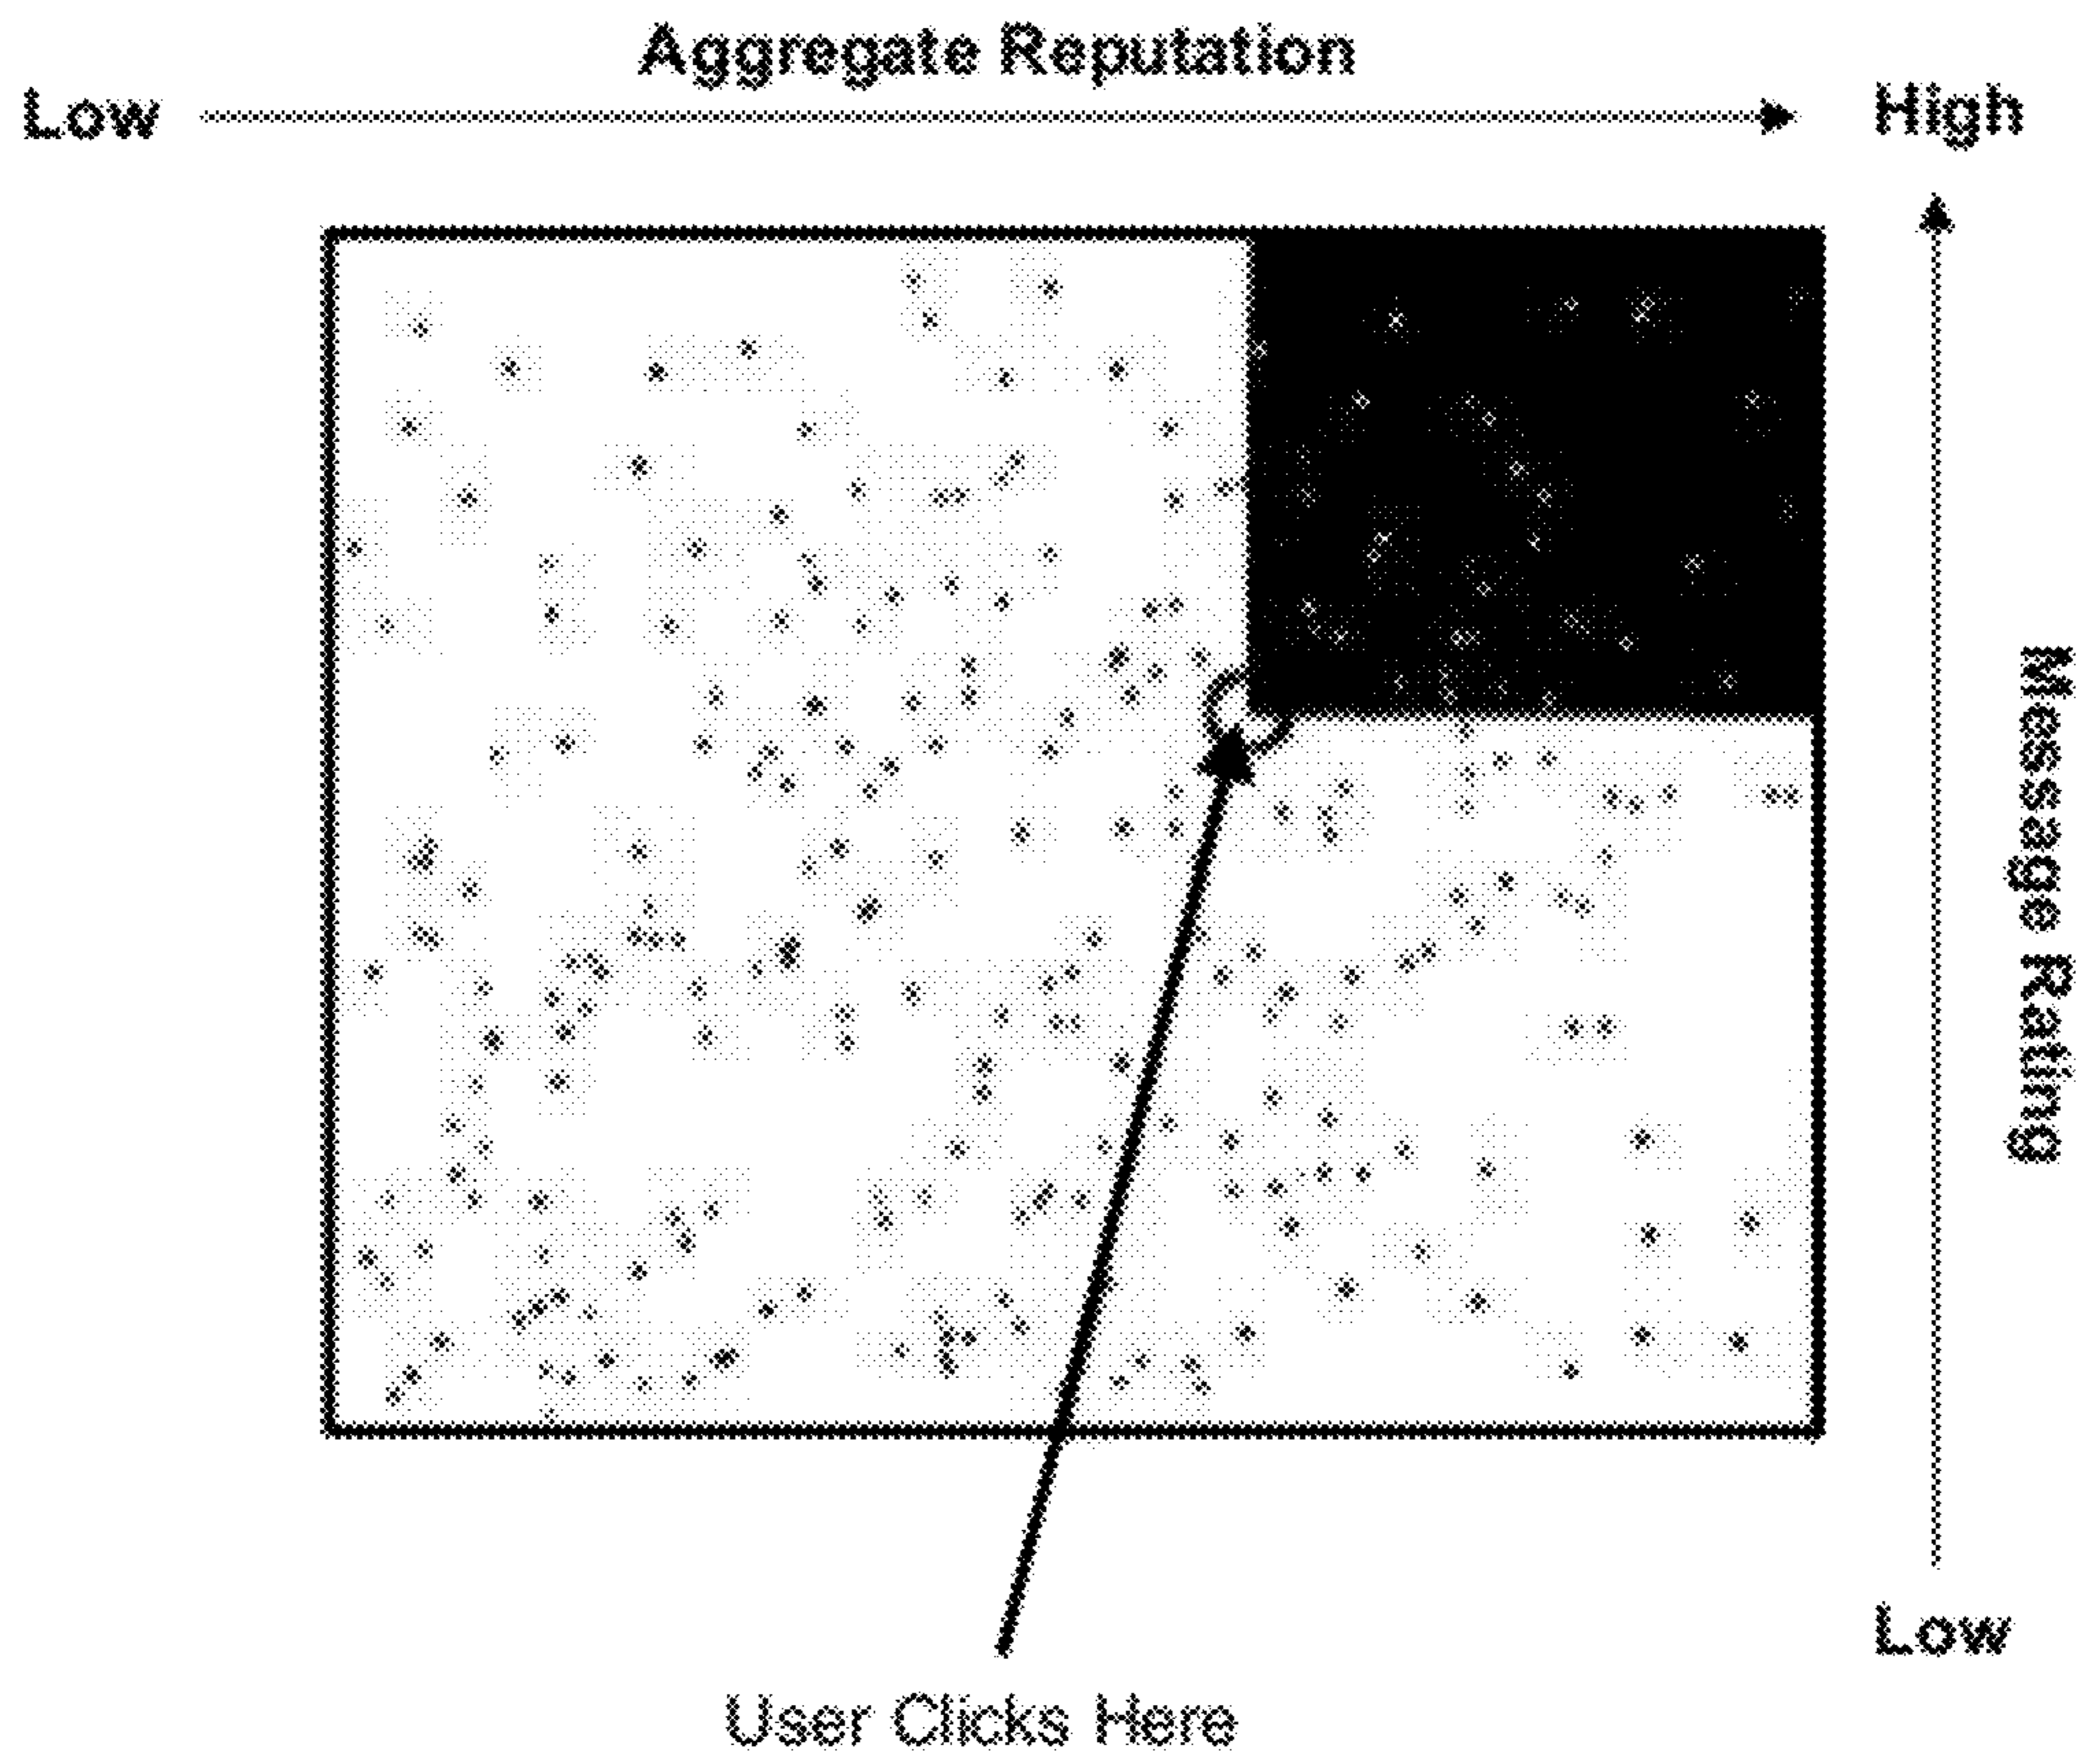 Aggregate Reputation
Low
High
Message Rating
Low
User Clicks Here